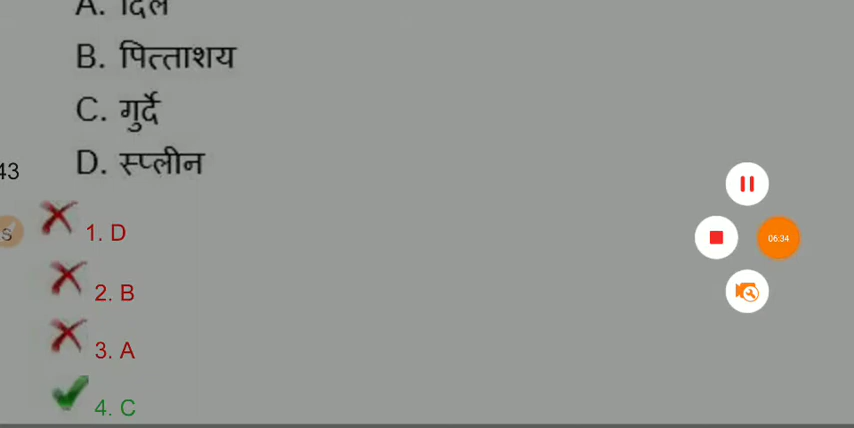 A. दिल
B. पित्ताशय
C. गुर्दे
43
D. स्प्लीन
S
1. D
2. B
3. A
4. C
06:34